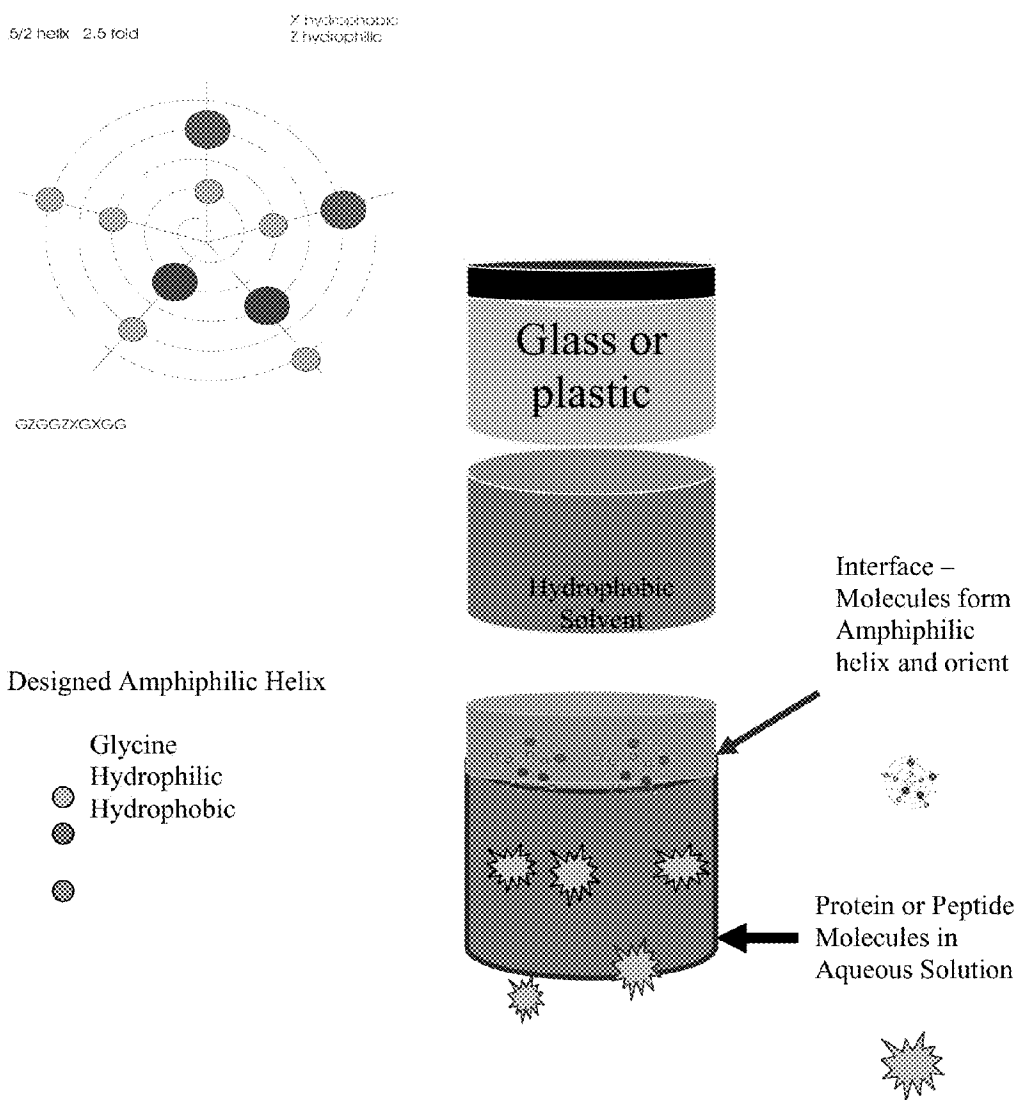 5/2 helix 2.5 fold
X hydrophobic
Z hydrophilic
GZGGZXGXGG
Glass or
plastic
Hydrophobic
Solvent
Interface –
Molecules form
Amphiphilic
helix and orient
Designed Amphiphilic Helix
Glycine
Hydrophilic
Hydrophobic
Protein or Peptide
Molecules in
Aqueous Solution